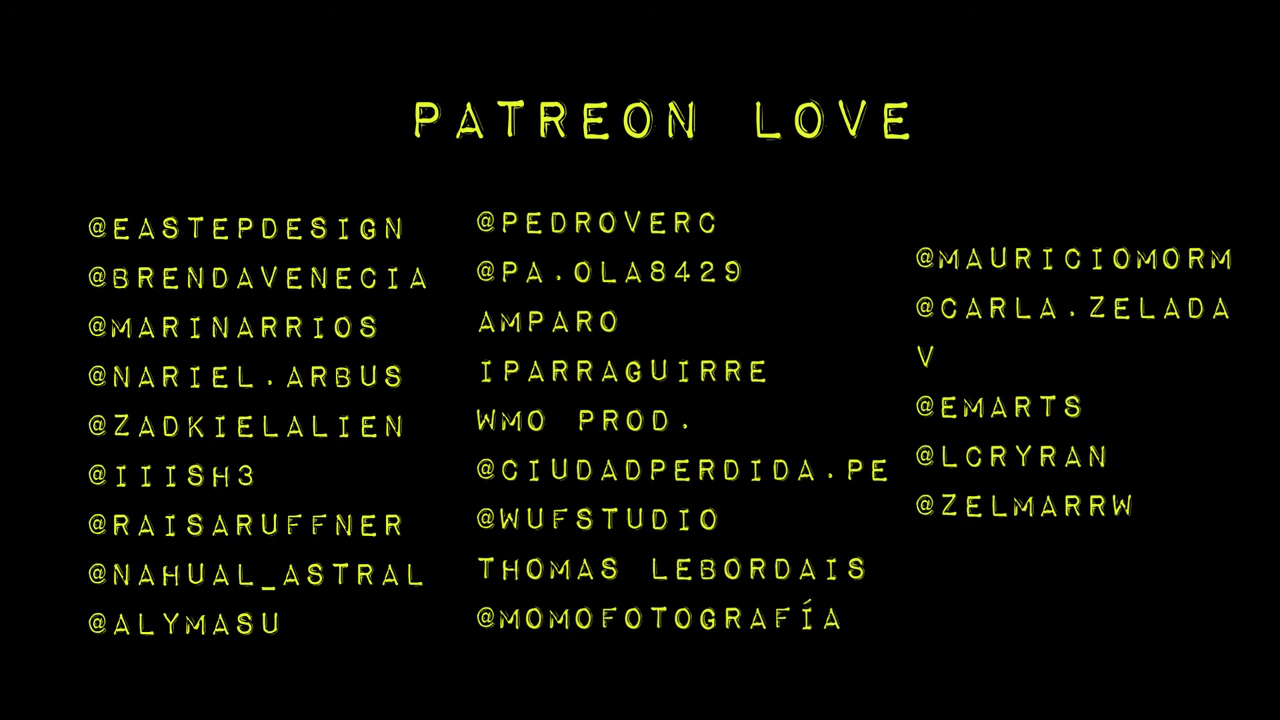 PATREON LOVE
@EASTEPDESIGN
@BRENDAVENECIA
@MARINARRIOS
@NARIEL.ARBUS
@ZADKIELALIEN
@IIISH3
@RAISARUFFNER
@NAHUAL_ASTRAL
@ALYMASU
@PEDROVERC
@PA.OLA8429
AMPARO
IPARRAGUIRRE
WMO PROD.
@CIUDADPERDIDA.PE
@WUFSTUDIO
THOMAS LEBORDAIS
@MOMOFOTOGRAFÍA
@MAURICIOMORM
@CARLA.ZELADA
V
@EMARTS
@LCRYRAN
@ZELMARRW